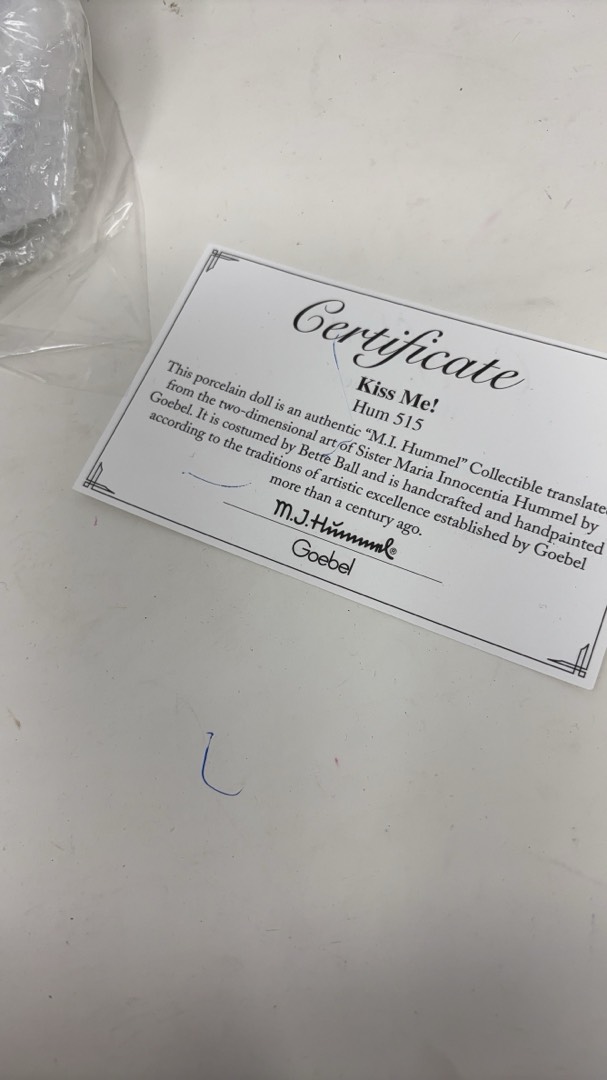 Certificate
Kiss Me!
Hum 515
This porcelain doll is an authentic “M.I. Hummel” Collectible translate
from the two-dimensional art of Sister Maria Innocentia Hummel by
Goebel. It is costumed by Bette Ball and is handcrafted and handpainted
according to the traditions of artistic excellence established by Goebel
more than a century ago.
M.J.Hummel®
Goebel